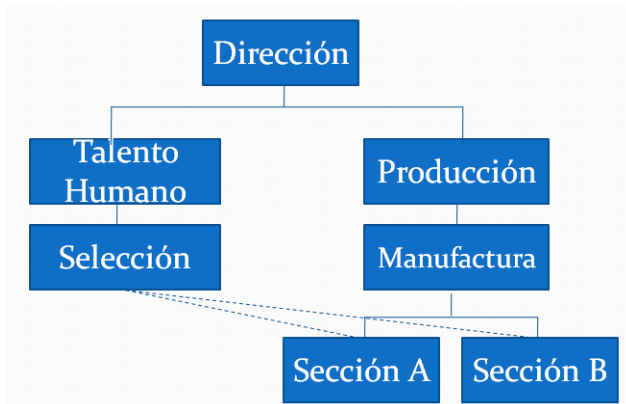 Dirección
Talento
Humano
Producción
Selección
Manufactura
Sección A
Sección B